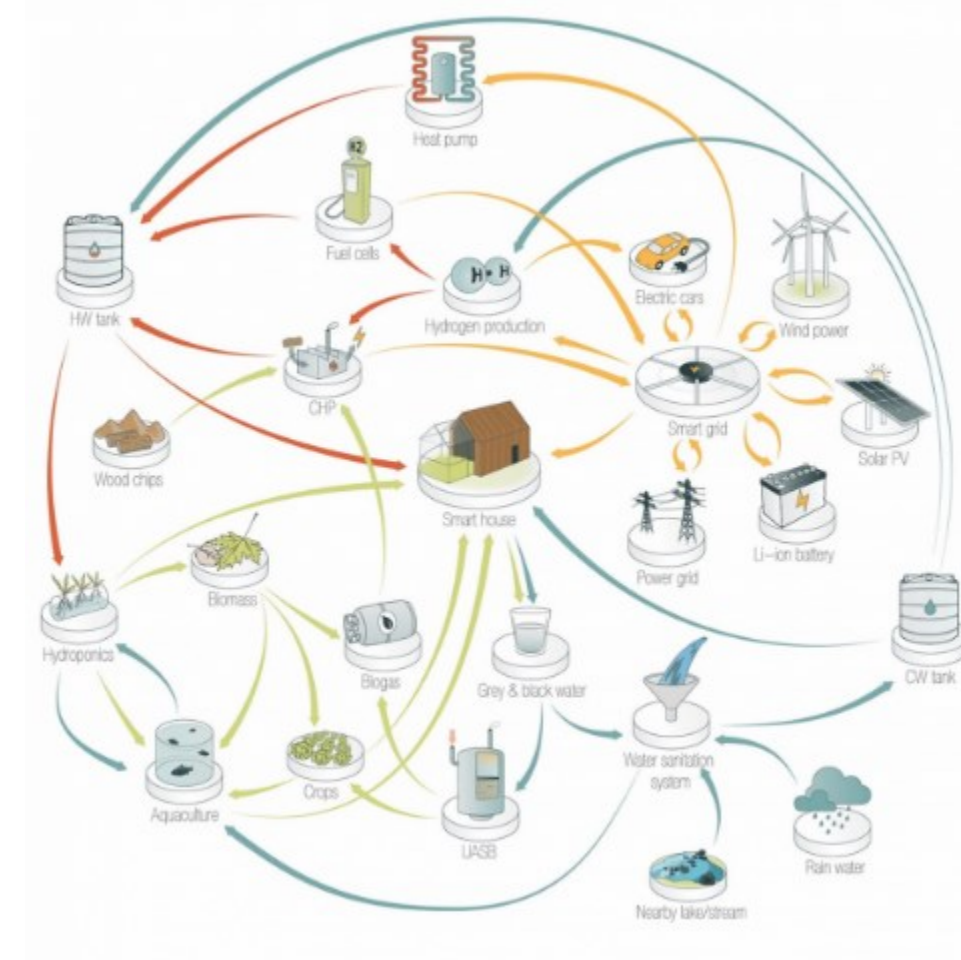 Heat pump
H2
Fuel cells
HW tank
H H
Hydrogen production
Electric cars
Wind power
CHP
Smart grid
Solar PV
Wood chips
Smart house
Power grid
Li-ion battery
Biomass
Hydroponics
Biogas
Grey & black water
CW tank
Water sanitation
system
Crops
Aquaculture
UASB
Rain water
Nearby lake/stream